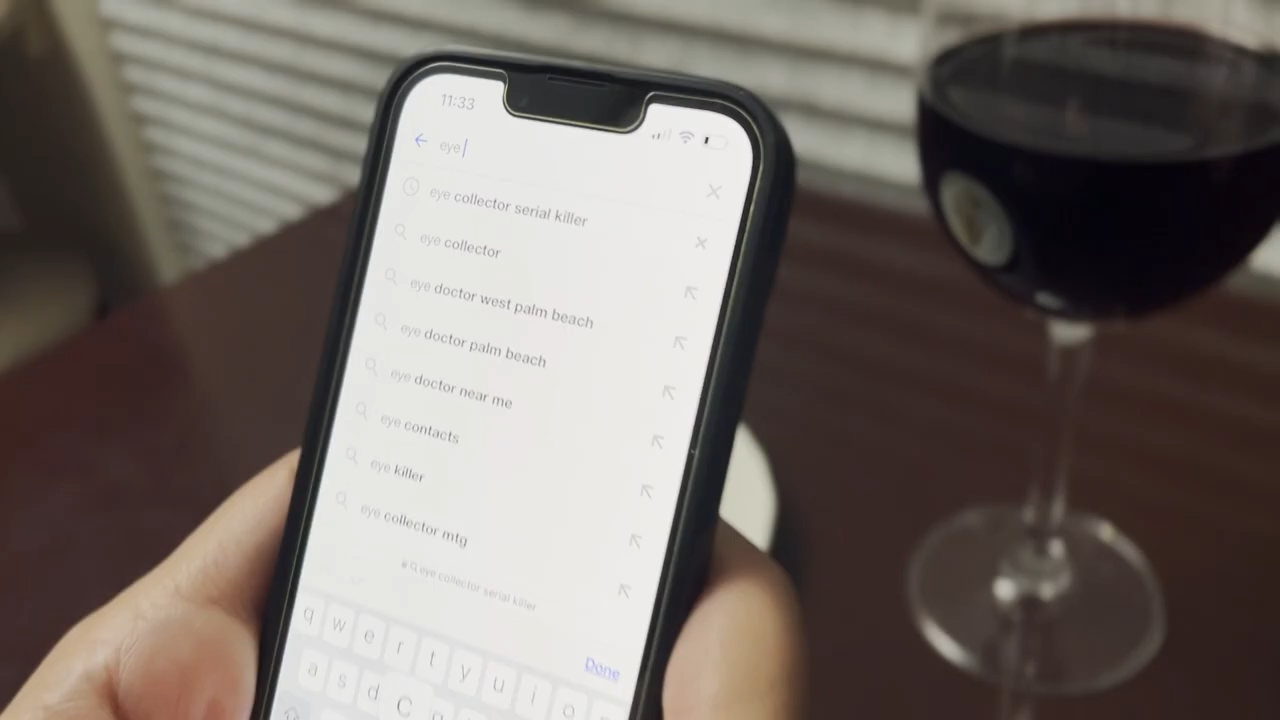 11:33
eye
eye collector serial killer
eye collector
eye doctor west palm beach
eye doctor palm beach
eye doctor near me
eye contacts
eye killer
eye collector mtg
eye collector serial killer
Done
q w e r t y u i o
a s d